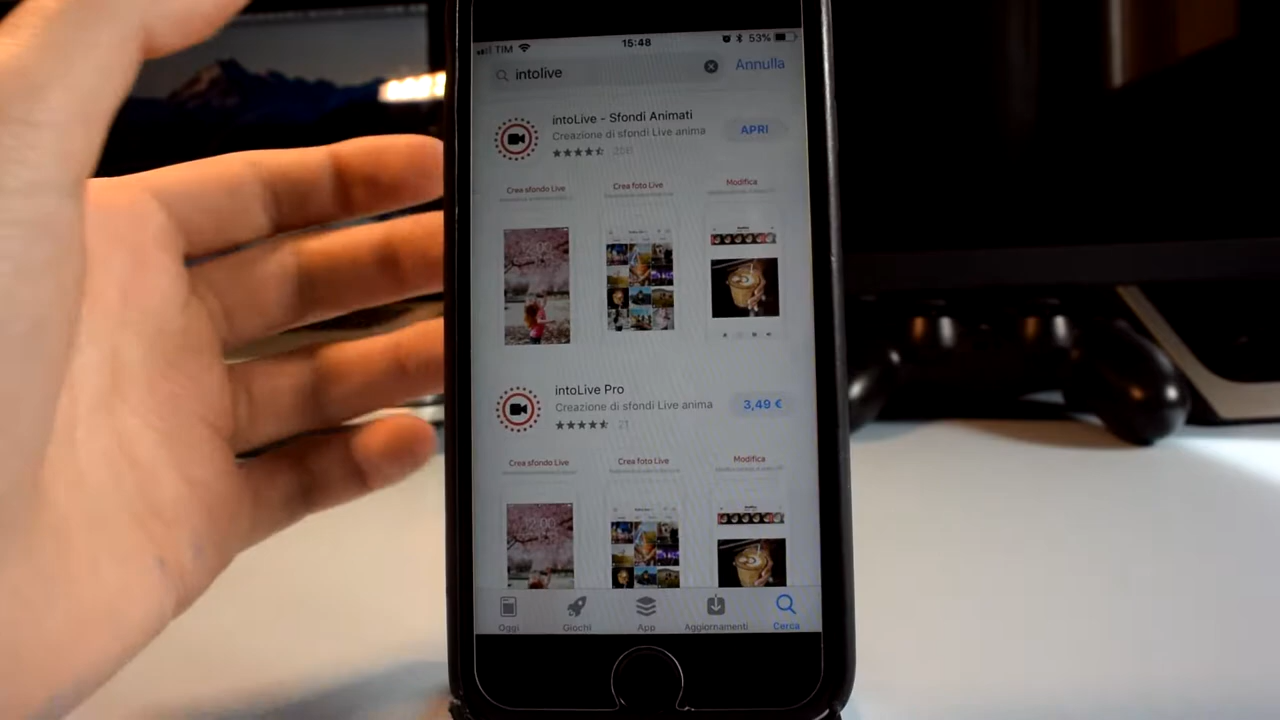 TIM 15:48 53%
intolive Annulla
intoLive - Sfondi Animati
Creazione di sfondi Live anima
APRI
Crea sfondo Live Crea foto Live Modifica
intoLive Pro
Creazione di sfondi Live anima
3,49 €
21
Crea sfondo Live Crea foto Live Modifica
Oggi Giochi App Aggiornamenti Cerca